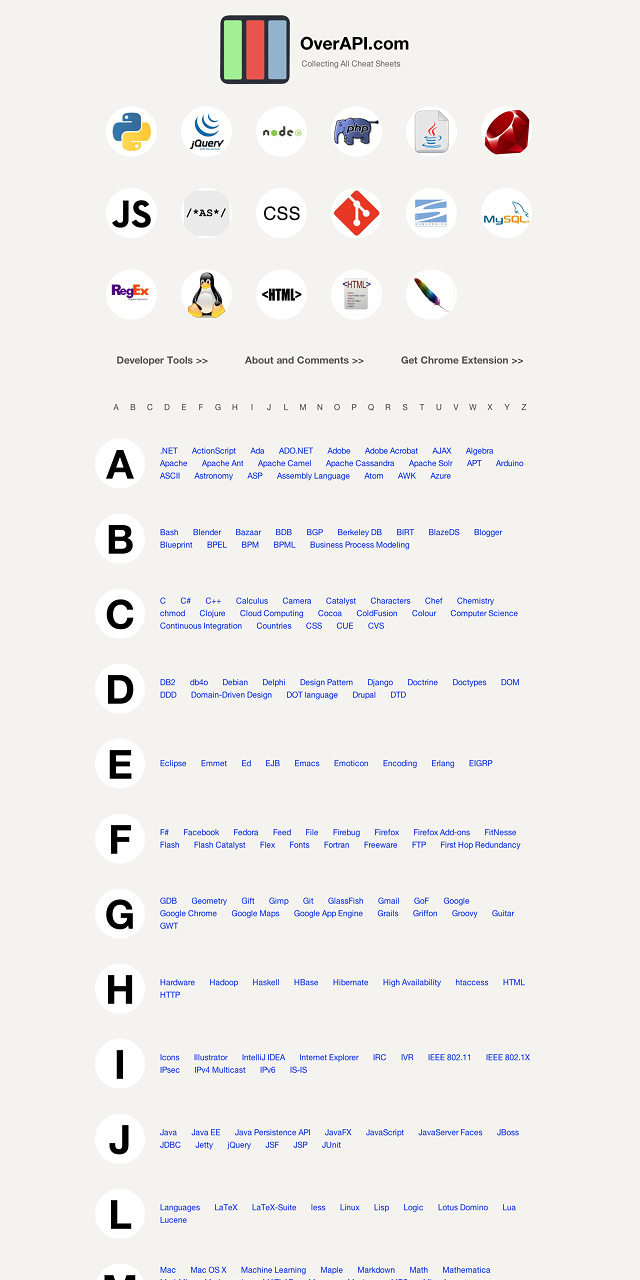 OverAPI.com
Collecting All Cheat Sheets
jQuery
node
php
JS
/*AS*/
CSS
SUBVERSION
MySQL
RegEx
<HTML>
<HTML>
Developer Tools >> About and Comments >> Get Chrome Extension >>
A B C D E F G H I J L M N O P Q R S T U V W X Y Z
A
.NET ActionScript Ada ADO.NET Adobe Adobe Acrobat AJAX Algebra
Apache Apache Ant Apache Camel Apache Cassandra Apache Solr APT Arduino
ASCII Astronomy ASP Assembly Language Atom AWK Azure
B
Bash Blender Bazaar BDB BGP Berkeley DB BIRT BlazeDS Blogger
Blueprint BPEL BPM BPML Business Process Modeling
C
C C# C++ Calculus Camera Catalyst Characters Chef Chemistry
chmod Clojure Cloud Computing Cocoa ColdFusion Colour Computer Science
Continuous Integration Countries CSS CUE CVS
D
DB2 db4o Debian Delphi Design Pattern Django Doctrine Doctypes DOM
DDD Domain-Driven Design DOT language Drupal DTD
E
Eclipse Emmet Ed EJB Emacs Emoticon Encoding Erlang EIGRP
F
F# Facebook Fedora Feed File Firebug Firefox Firefox Add-ons FitNesse
Flash Flash Catalyst Flex Fonts Fortran Freeware FTP First Hop Redundancy
G
GDB Geometry Gift Gimp Git GlassFish Gmail GoF Google
Google Chrome Google Maps Google App Engine Grails Griffon Groovy Guitar
GWT
H
Hardware Hadoop Haskell HBase Hibernate High Availability htaccess HTML
HTTP
I
Icons Illustrator IntelliJ IDEA Internet Explorer IRC IVR IEEE 802.11 IEEE 802.1X
IPsec IPv4 Multicast IPv6 IS-IS
J
Java Java EE Java Persistence API JavaFX JavaScript JavaServer Faces JBoss
JDBC Jetty jQuery JSF JSP JUnit
L
Languages LaTeX LaTeX-Suite less Linux Lisp Logic Lotus Domino Lua
Lucene
Mac Mac OS X Machine Learning Maple Markdown Math Mathematica